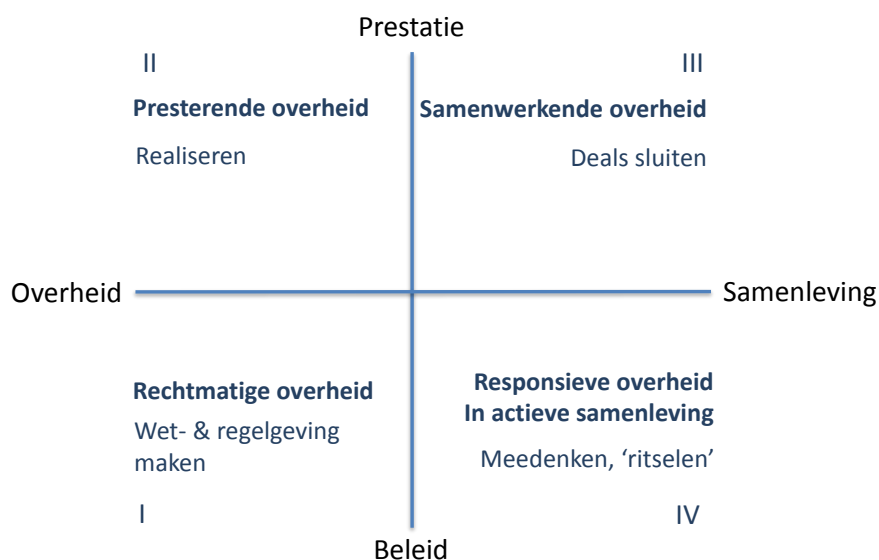 Prestatie
II
III
Presterende overheid
Samenwerkende overheid
Realiseren
Deals sluiten
Overheid
Samenleving
Rechtmatige overheid
Wet- & regelgeving
maken
Responsieve overheid
In actieve samenleving
Meedenken, ‘ritselen’
I
IV
Beleid